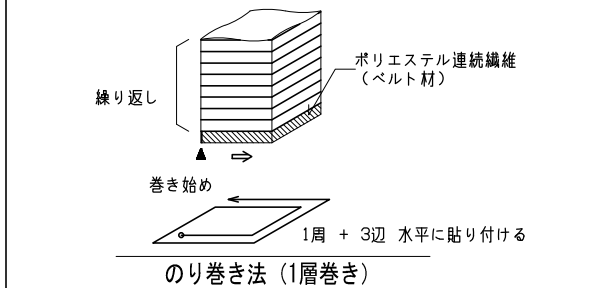 ポリエステル連続繊維
（ベルト材）
繰り返し
巻き始め
1周 + 3辺 水平に貼り付ける
のり巻き法（1層巻き）